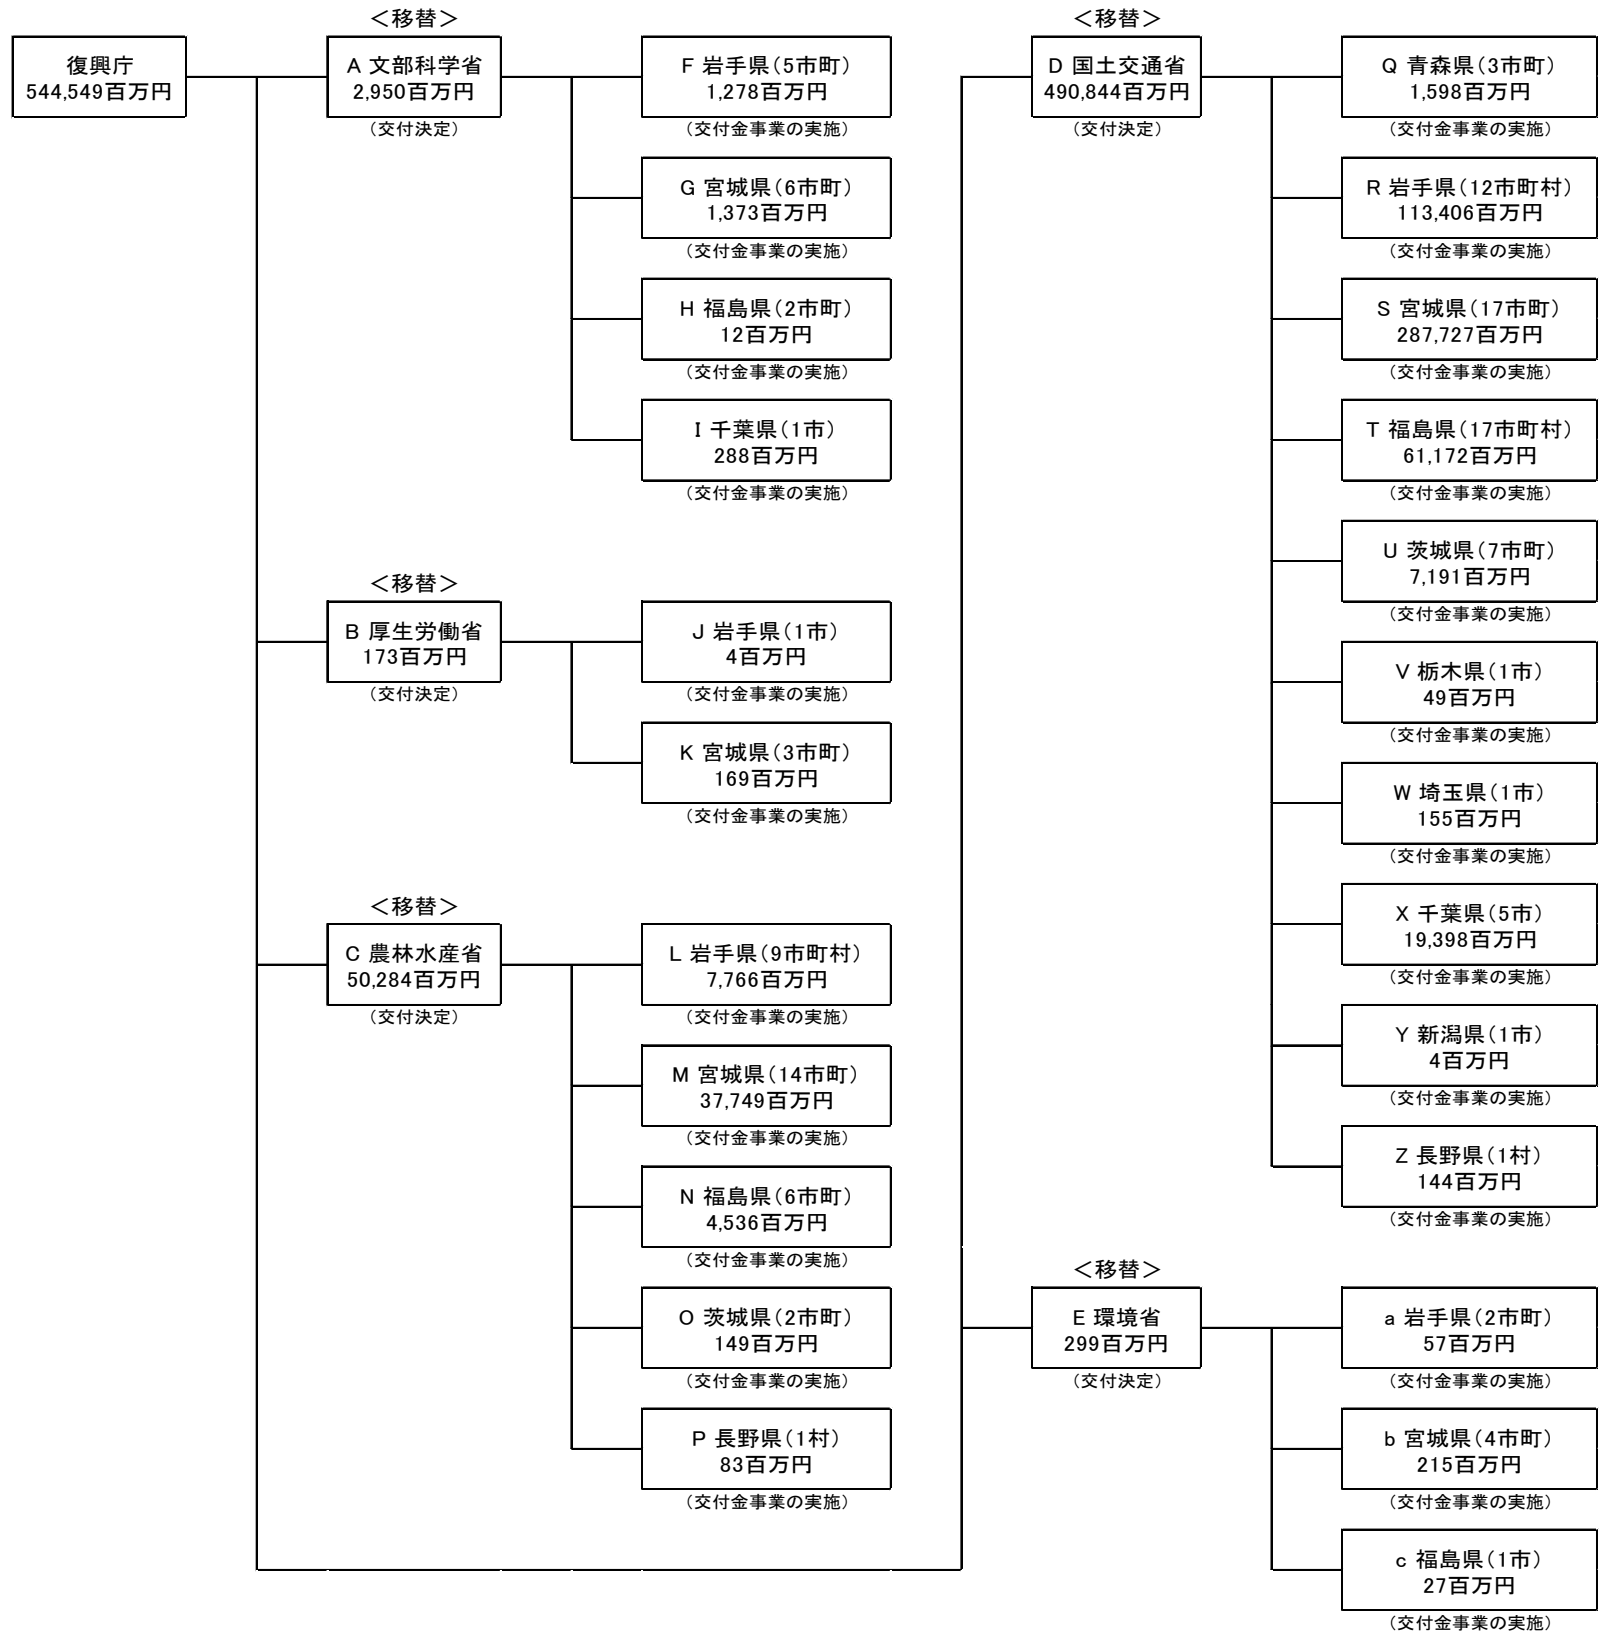 復興庁
544,549百万円
＜移替＞
A 文部科学省
2,950百万円
（交付決定）
F 岩手県（5市町）
1,278百万円
（交付金事業の実施）
G 宮城県（6市町）
1,373百万円
（交付金事業の実施）
H 福島県（2市町）
12百万円
（交付金事業の実施）
I 千葉県（1市）
288百万円
（交付金事業の実施）
＜移替＞
B 厚生労働省
173百万円
（交付決定）
J 岩手県（1市）
4百万円
（交付金事業の実施）
K 宮城県（3市町）
169百万円
（交付金事業の実施）
＜移替＞
C 農林水産省
50,284百万円
（交付決定）
L 岩手県（9市町村）
7,766百万円
（交付金事業の実施）
M 宮城県（14市町）
37,749百万円
（交付金事業の実施）
N 福島県（6市町）
4,536百万円
（交付金事業の実施）
O 茨城県（2市町）
149百万円
（交付金事業の実施）
P 長野県（1村）
83百万円
（交付金事業の実施）
＜移替＞
D 国土交通省
490,844百万円
（交付決定）
Q 青森県（3市町）
1,598百万円
（交付金事業の実施）
R 岩手県（12市町村）
113,406百万円
（交付金事業の実施）
S 宮城県（17市町）
287,727百万円
（交付金事業の実施）
T 福島県（17市町村）
61,172百万円
（交付金事業の実施）
U 茨城県（7市町）
7,191百万円
（交付金事業の実施）
V 栃木県（1市）
49百万円
（交付金事業の実施）
W 埼玉県（1市）
155百万円
（交付金事業の実施）
X 千葉県（5市）
19,398百万円
（交付金事業の実施）
Y 新潟県（1市）
4百万円
（交付金事業の実施）
Z 長野県（1村）
144百万円
（交付金事業の実施）
＜移替＞
E 環境省
299百万円
（交付決定）
a 岩手県（2市町）
57百万円
（交付金事業の実施）
b 宮城県（4市町）
215百万円
（交付金事業の実施）
c 福島県（1市）
27百万円
（交付金事業の実施）